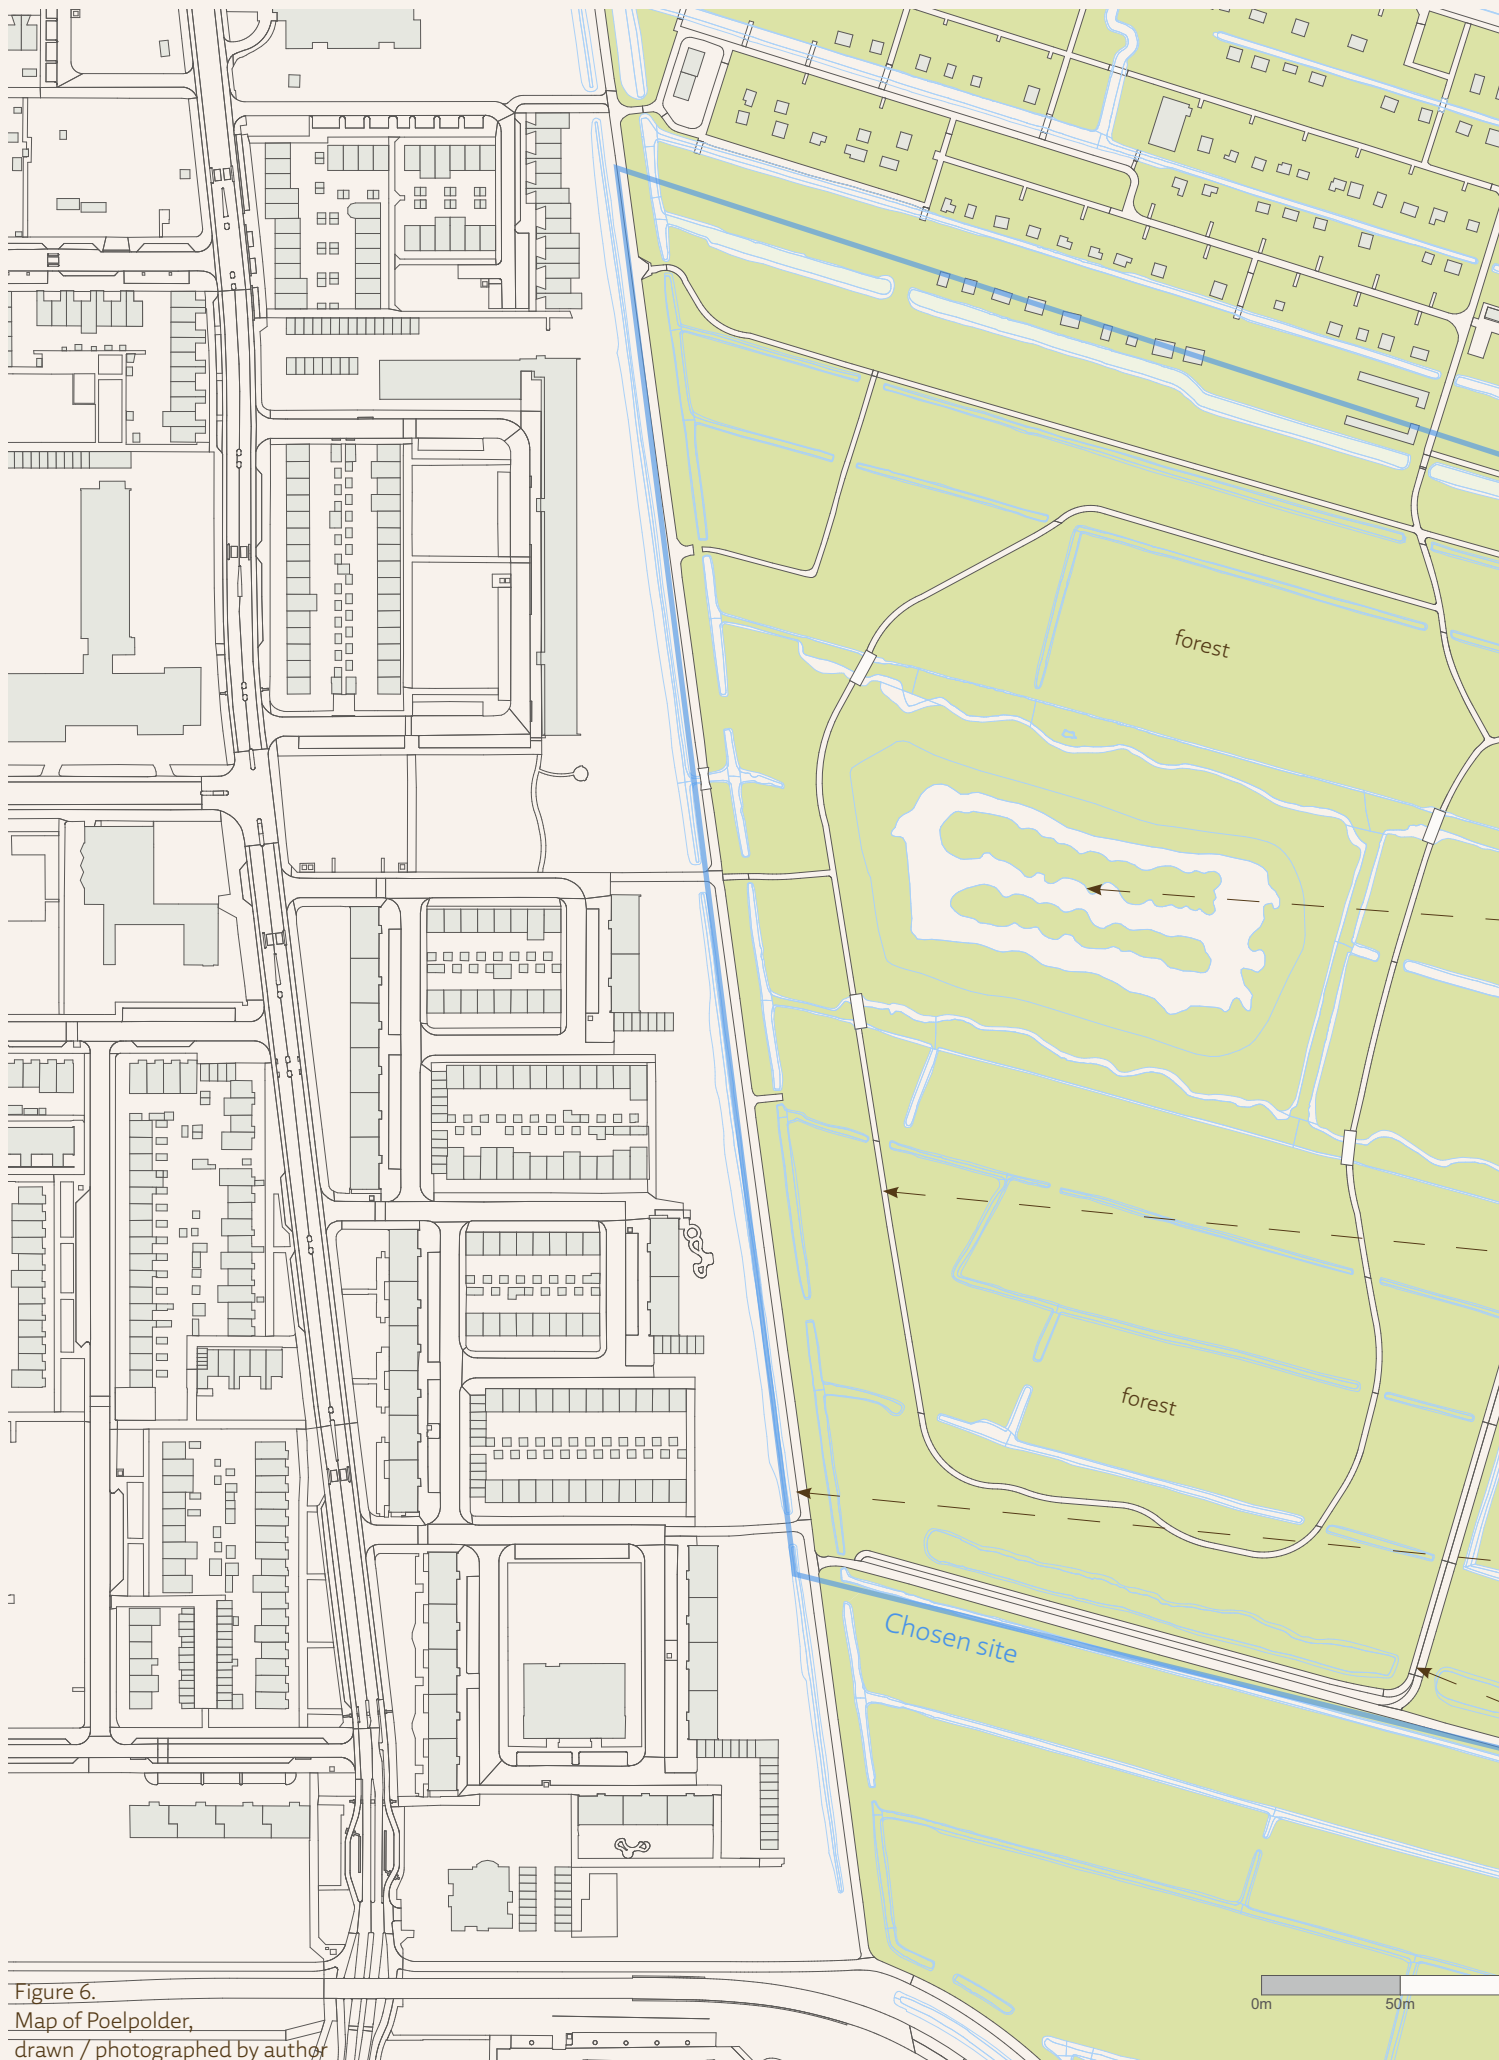 forest
forest
Chosen site
0m
50m
Figure 6.
Map of Poelpolder,
drawn / photographed by author